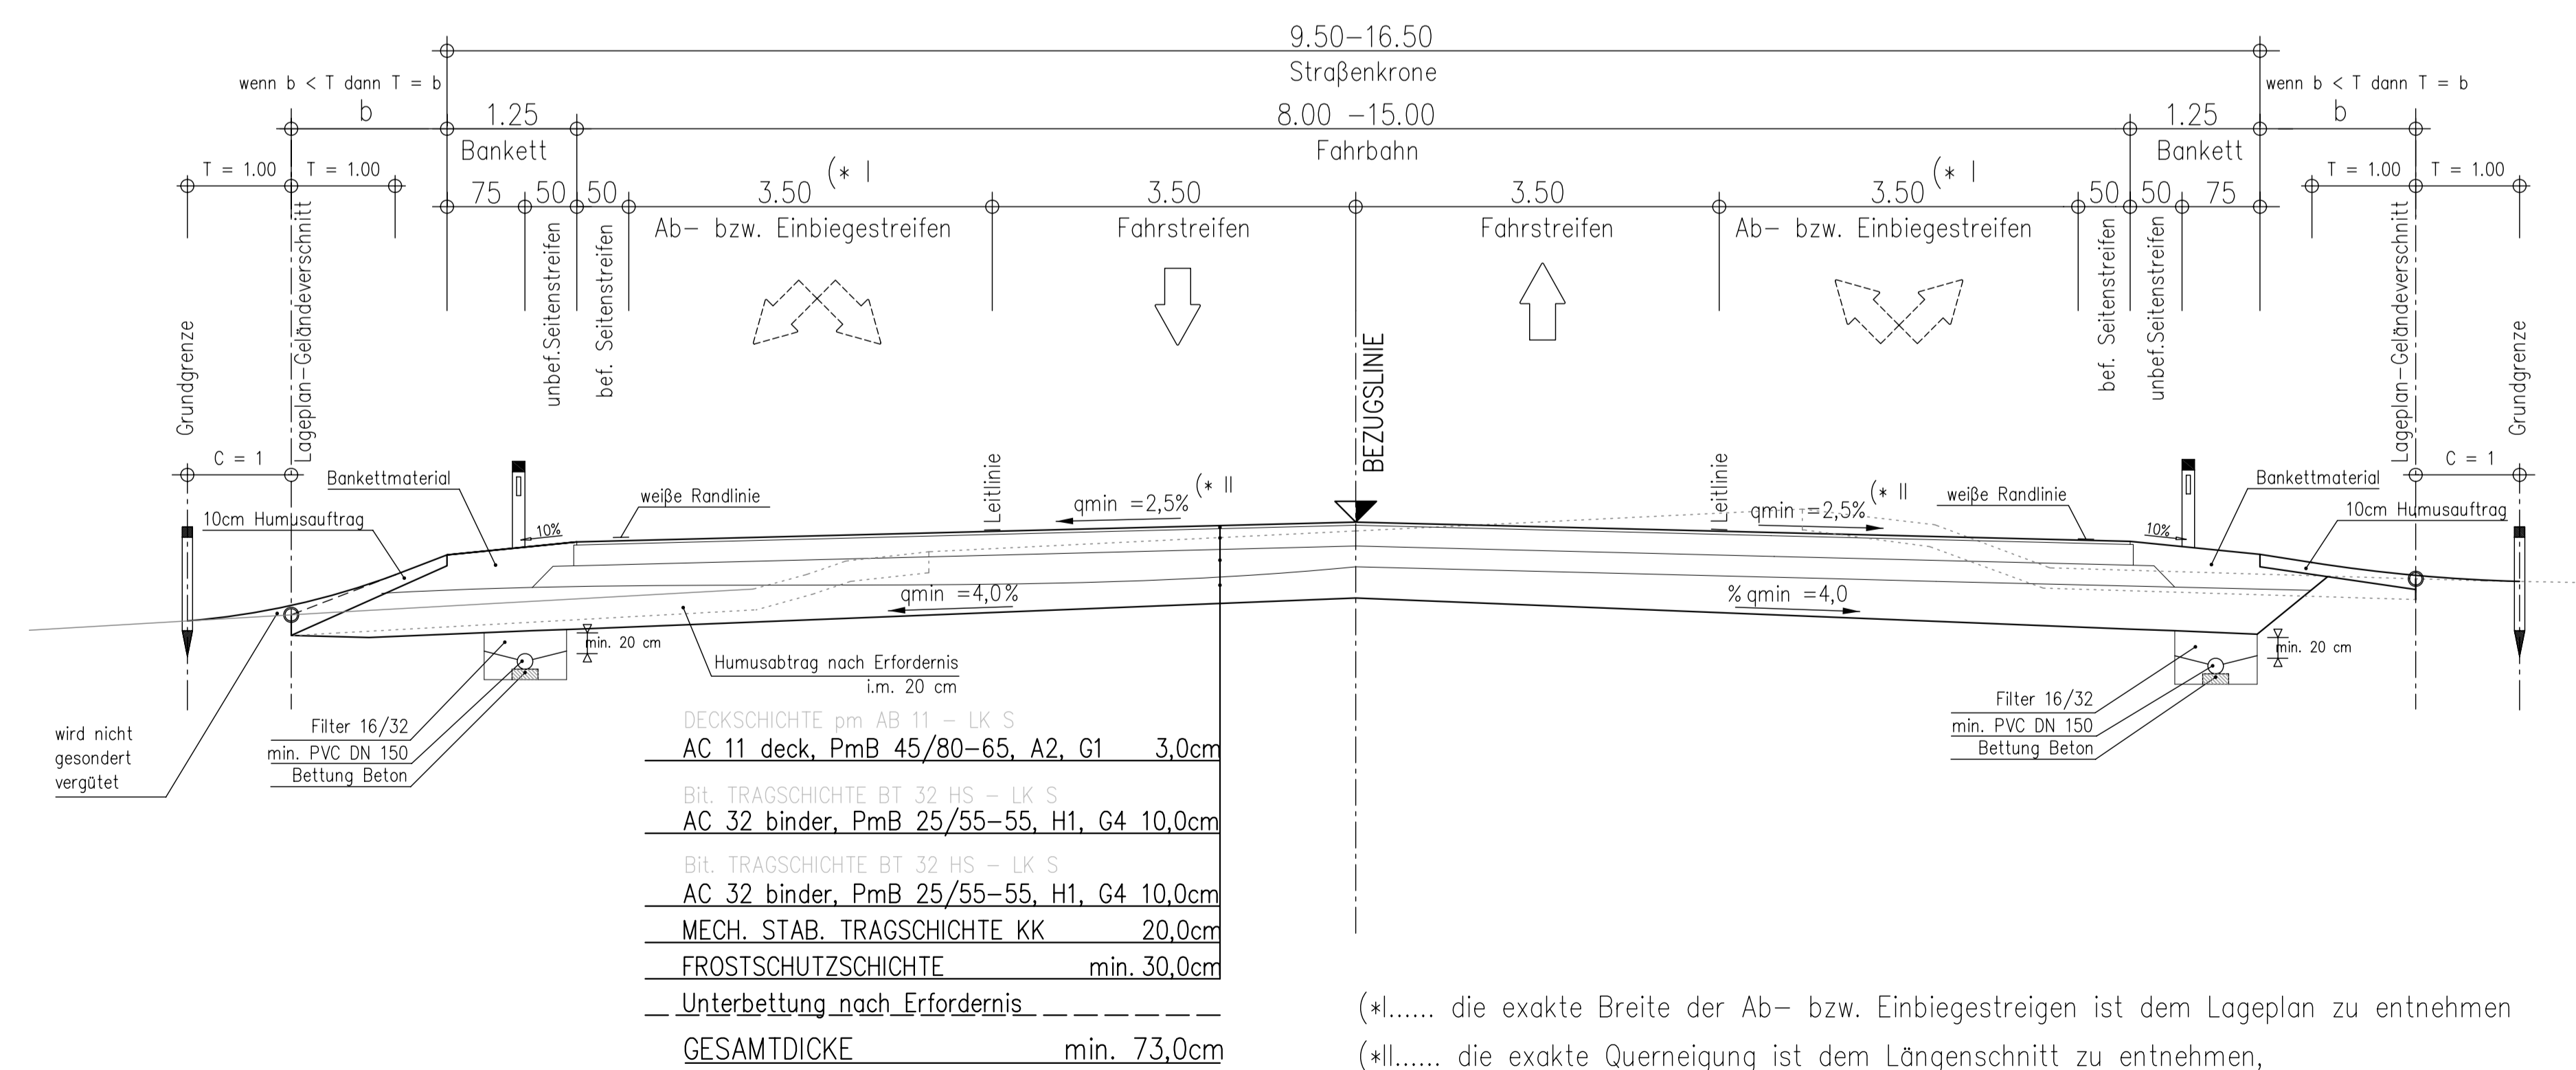 9.50–16.50
Straßenkrone
wenn b < T dann T = b
wenn b < T dann T = b
b
1.25
8.00 –15.00
1.25
b
Bankett
Fahrbahn
Bankett
T = 1.00
T = 1.00
T = 1.00
T = 1.00
75
50
50
3.50
(* I
3.50
3.50
3.50
(* I
50
50
75
Ab– bzw. Einbiegestreifen
Fahrstreifen
Fahrstreifen
Ab– bzw. Einbiegestreifen
Grundgrenze
Lageplan–Geländeverschnitt
unbef.Seitenstreifen
bef. Seitenstreifen
BEZUGSLINIE
bef. Seitenstreifen
unbef.Seitenstreifen
Lageplan–Geländeverschnitt
Grundgrenze
C = 1
C = 1
Bankettmaterial
weiße Randlinie
Leitlinie
qmin =2,5%
(* II
Leitlinie
qmin =2,5%
(* II
weiße Randlinie
Bankettmaterial
10cm Humusauftrag
10%
10%
10cm Humusauftrag
qmin =4,0%
% qmin =4,0
min. 20 cm
min. 20 cm
Humusabtrag nach Erfordernis
i.m. 20 cm
wird nicht
gesondert
vergütet
Filter 16/32
min. PVC DN 150
Bettung Beton
Filter 16/32
min. PVC DN 150
Bettung Beton
DECKSCHICHTE pm AB 11 – LK S
AC 11 deck, PmB 45/80–65, A2, G1 3,0cm
Bit. TRAGSCHICHTE BT 32 HS – LK S
AC 32 binder, PmB 25/55–55, H1, G4 10,0cm
Bit. TRAGSCHICHTE BT 32 HS – LK S
AC 32 binder, PmB 25/55–55, H1, G4 10,0cm
MECH. STAB. TRAGSCHICHTE KK 20,0cm
FROSTSCHUTZSCHICHTE min. 30,0cm
Unterbettung nach Erfordernis
GESAMTDICKE min. 73,0cm
(*I...... die exakte Breite der Ab– bzw. Einbiegestreigen ist dem Lageplan zu entnehmen
(*II...... die exakte Querneigung ist dem Längenschnitt zu entnehmen,